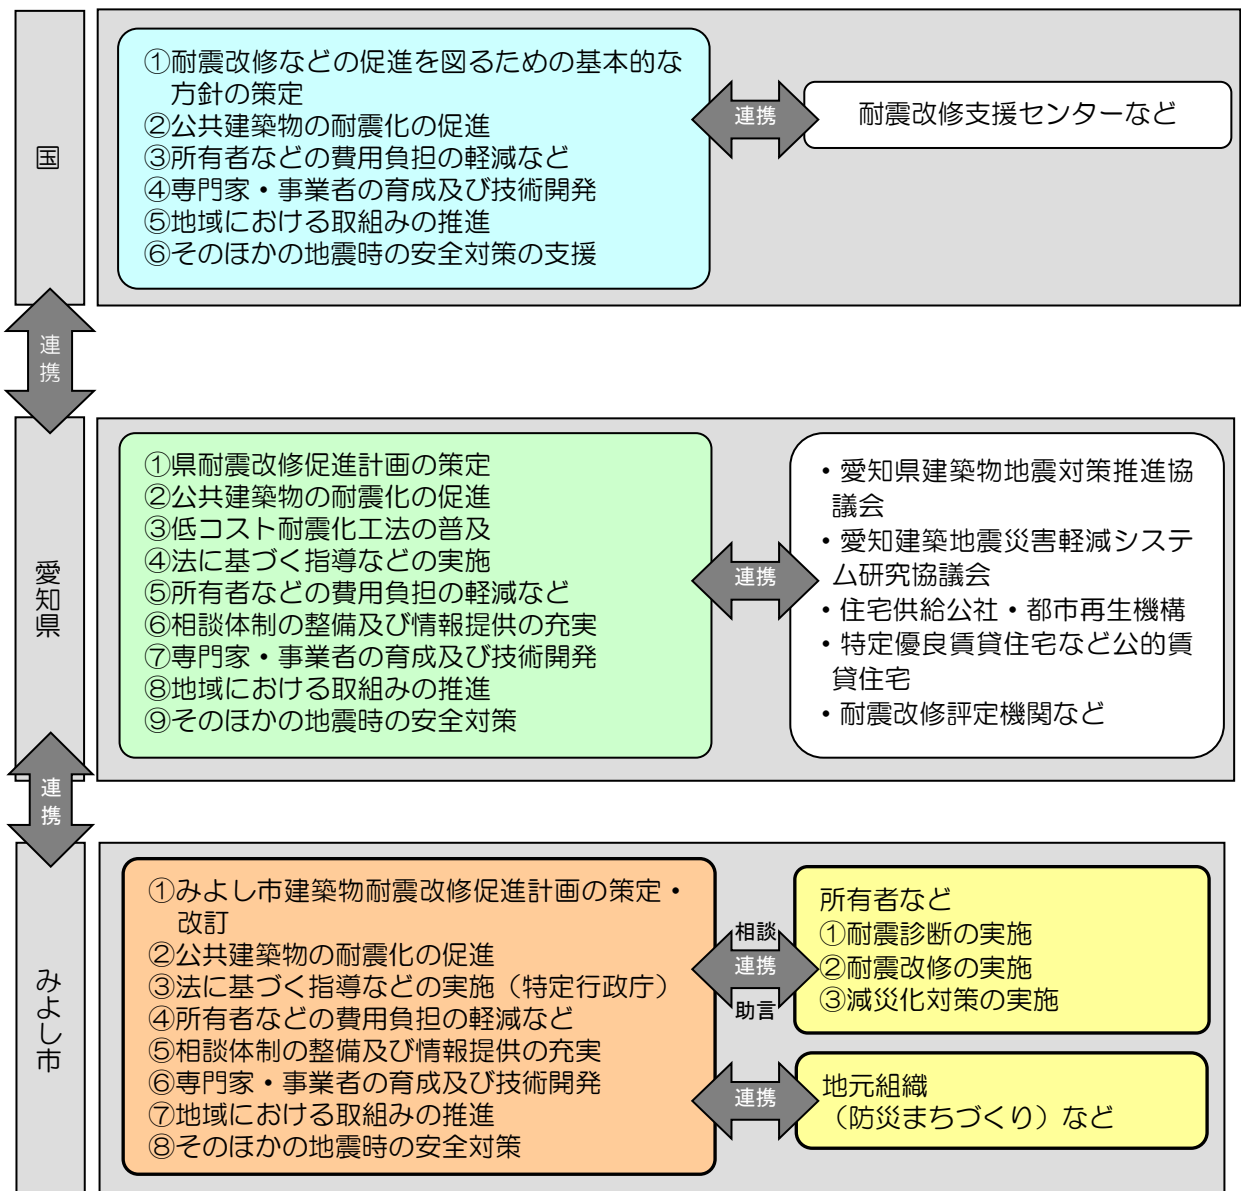 国
①耐震改修などの促進を図るための基本的な
方針の策定
②公共建築物の耐震化の促進
③所有者などの費用負担の軽減など
④専門家・事業者の育成及び技術開発
⑤地域における取組みの推進
⑥そのほかの地震時の安全対策の支援
連携
耐震改修支援センターなど
連
携
愛知県
①県耐震改修促進計画の策定
②公共建築物の耐震化の促進
③低コスト耐震化工法の普及
④法に基づく指導などの実施
⑤所有者などの費用負担の軽減など
⑥相談体制の整備及び情報提供の充実
⑦専門家・事業者の育成及び技術開発
⑧地域における取組みの推進
⑨そのほかの地震時の安全対策
連携
・愛知県建築物地震対策推進協
議会
・愛知建築地震災害軽減システ
ム研究協議会
・住宅供給公社・都市再生機構
・特定優良賃貸住宅など公的賃
貸住宅
・耐震改修評定機関など
連
携
みよし市
①みよし市建築物耐震改修促進計画の策定・
改訂
②公共建築物の耐震化の促進
③法に基づく指導などの実施（特定行政庁）
④所有者などの費用負担の軽減など
⑤相談体制の整備及び情報提供の充実
⑥専門家・事業者の育成及び技術開発
⑦地域における取組みの推進
⑧そのほかの地震時の安全対策
相談
連携
助言
所有者など
①耐震診断の実施
②耐震改修の実施
③減災化対策の実施
連携
地元組織
（防災まちづくり）など